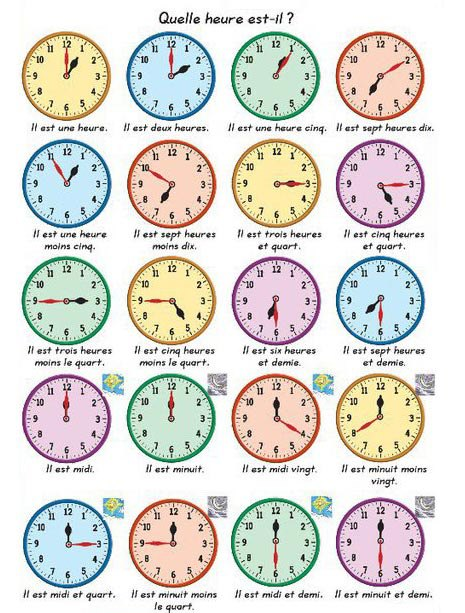 Quelle heure est-il ?
Il est une heure. Il est deux heures. Il est une heure cinq. Il est sept heures dix.
Il est une heure Il est sept heures Il est trois heures Il est cinq heures
moins cinq. moins dix. et quart. et quart.
Il est trois heures Il est cinq heures Il est six heures Il est sept heures
moins le quart. moins le quart. et demie. et demie.
Il est midi. Il est minuit. Il est midi vingt. Il est minuit moins
vingt.
Il est midi et quart. Il est minuit moins Il est midi et demi. Il est minuit et demi.
le quart.